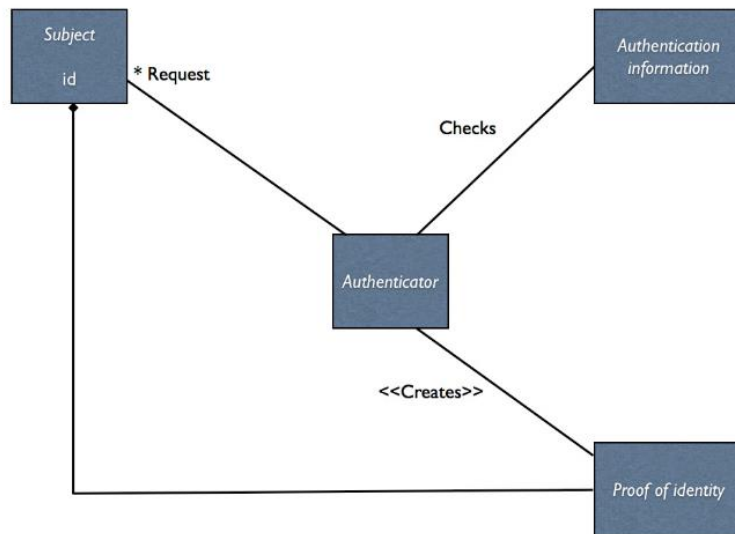 Subject
id
* Request
Authentication
information
Checks
Authenticator
<<Creates>>
Proof of identity